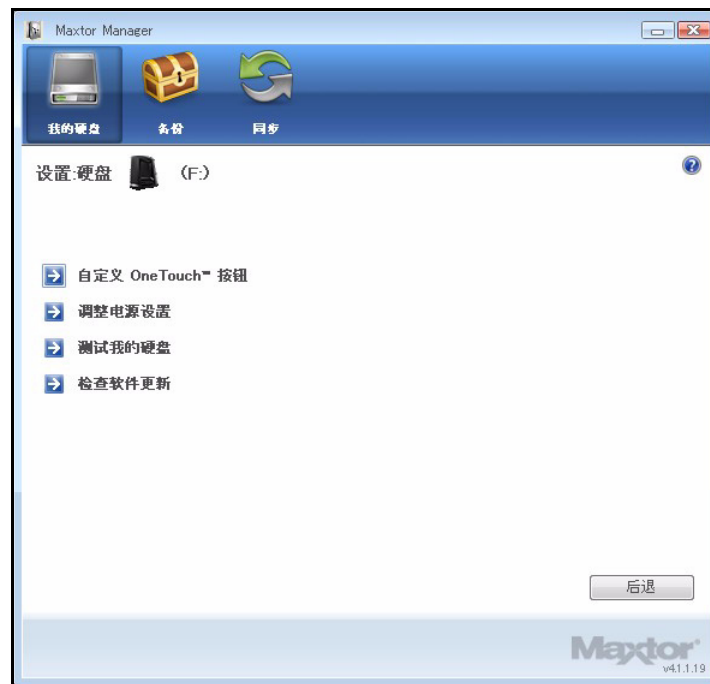 Maxtor Manager
我的硬盘
备份
同步
设置:硬盘 (F:)
自定义 OneTouch™ 按钮
调整电源设置
测试我的硬盘
检查软件更新
后退
Maxtor
v4.1.1.19